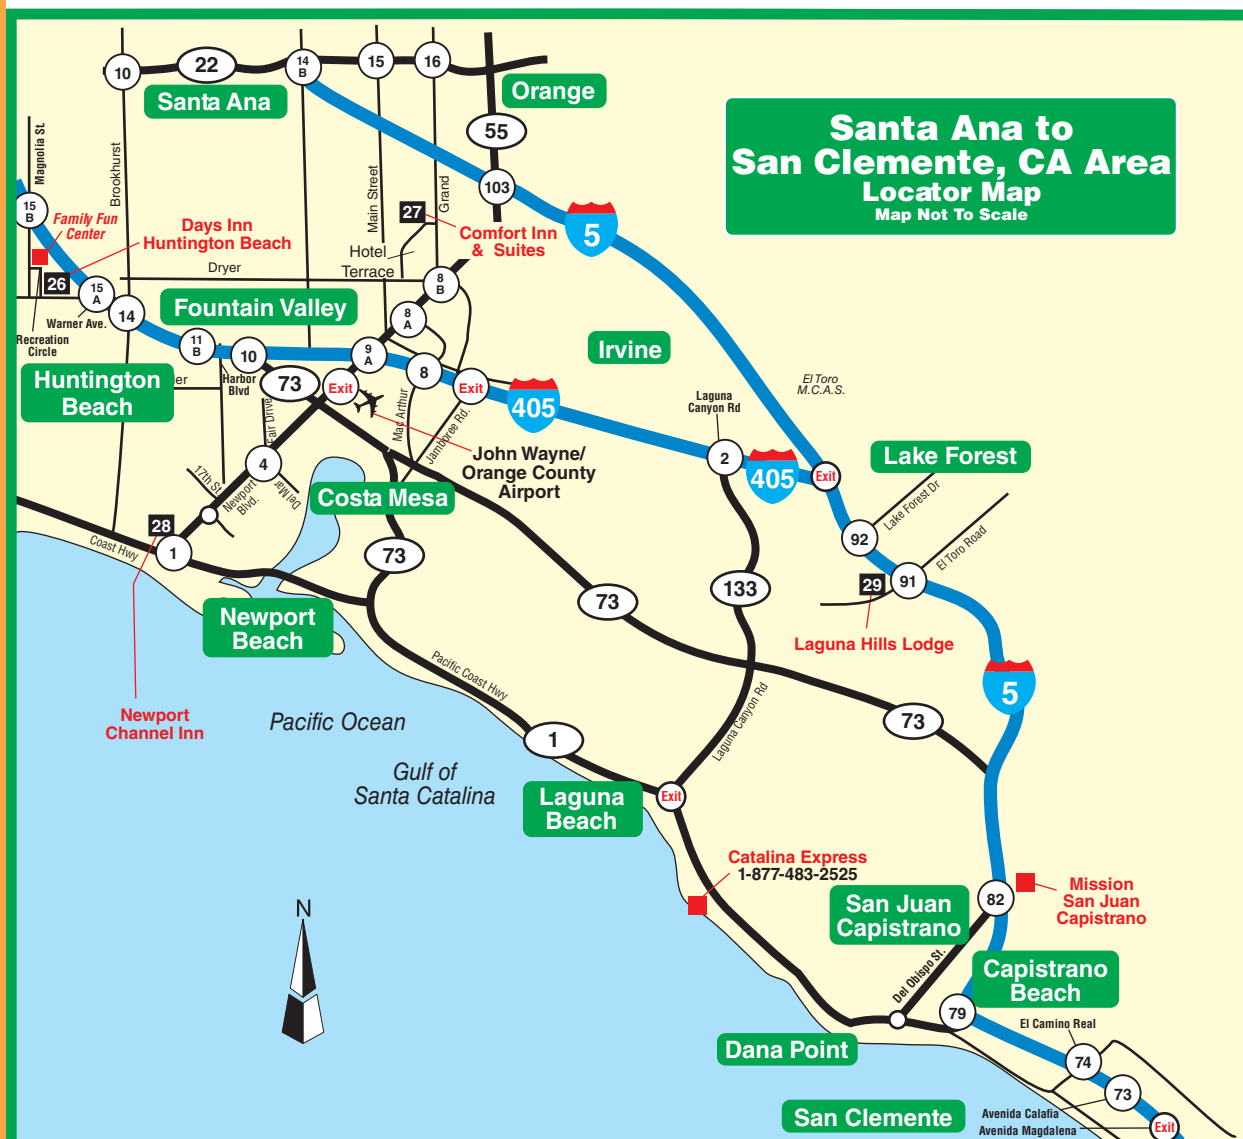 Santa Ana to
San Clemente, CA Area
Locator Map
Map Not To Scale
10
22
14
B
15
16
Santa Ana
Orange
55
103
Magnolia St.
Brookhurst
Main Street
Grand
15
B
Family Fun
Center
Days Inn
Huntington Beach
27
Comfort Inn
& Suites
5
Hotel
Terrace
Dryer
26
15
A
14
Warner Ave.
Recreation
Circle
Fountain Valley
8
B
8
A
11
B
10
9
A
8
Irvine
Huntington
Beach
er
Harbor
Blvd
73
Exit
Exit
405
El Toro
M.C.A.S.
Laguna
Canyon Rd
Fair Drive
Mac Arthur
Jamboree Rd.
John Wayne/
Orange County
Airport
2
405
Exit
Lake Forest
4
17th St.
Newport
Blvd.
Del Mar
Costa Mesa
Lake Forest Dr
92
El Toro Road
28
1
Coast Hwy
73
73
133
29
91
Laguna Hills Lodge
Newport
Beach
Pacific Coast Hwy
5
Laguna Canyon Rd
73
Newport
Channel Inn
Pacific Ocean
1
Gulf of
Santa Catalina
Laguna
Beach
Exit
Catalina Express
1-877-483-2525
San Juan
Capistrano
82
Mission
San Juan
Capistrano
N
Del Obispo St.
Capistrano
Beach
79
El Camino Real
Dana Point
74
73
San Clemente
Avenida Calafia
Avenida Magdalena
Exit